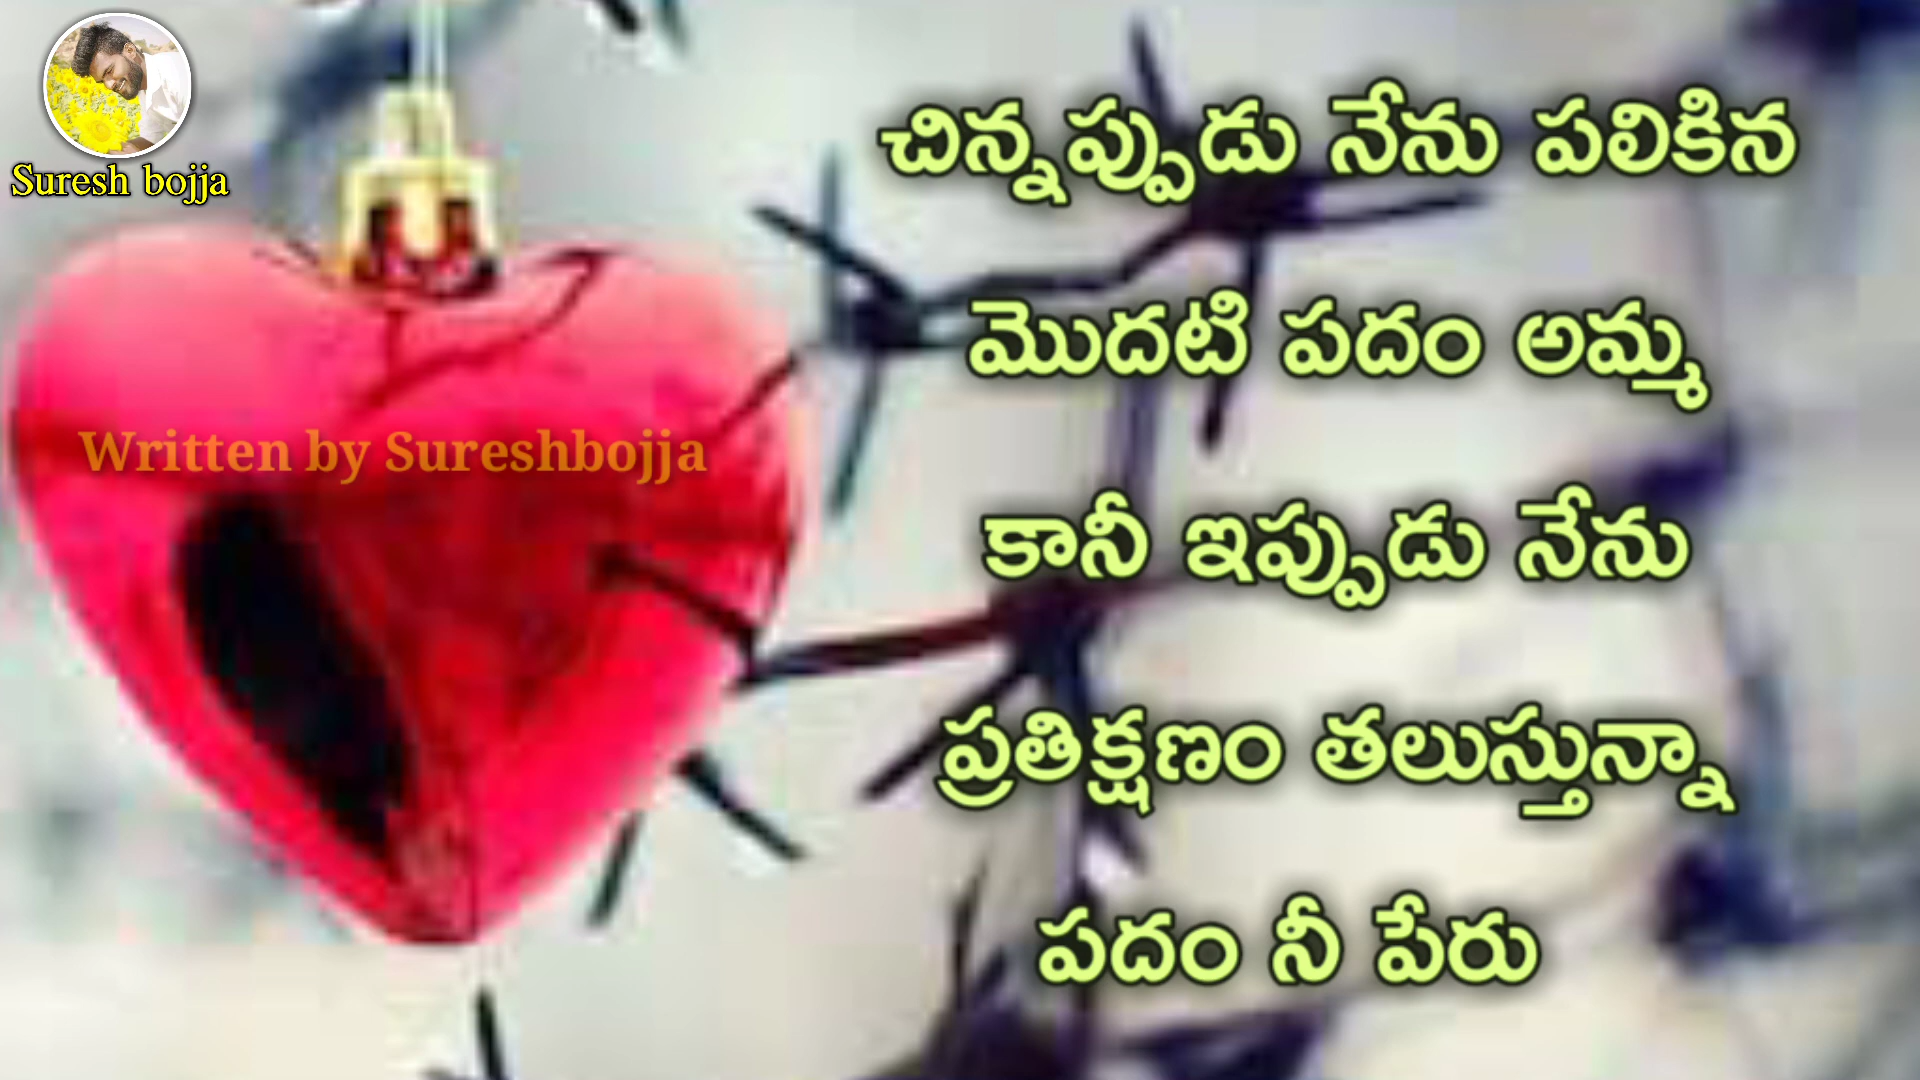 Suresh bojja
చిన్నప్పుడు నేను పలికిన
మొదటి పదం అమ్మ
Written by Sureshbojja
కానీ ఇప్పుడు నేను
ప్రతిక్షణం తలుస్తున్నా
పదం నీ పేరు